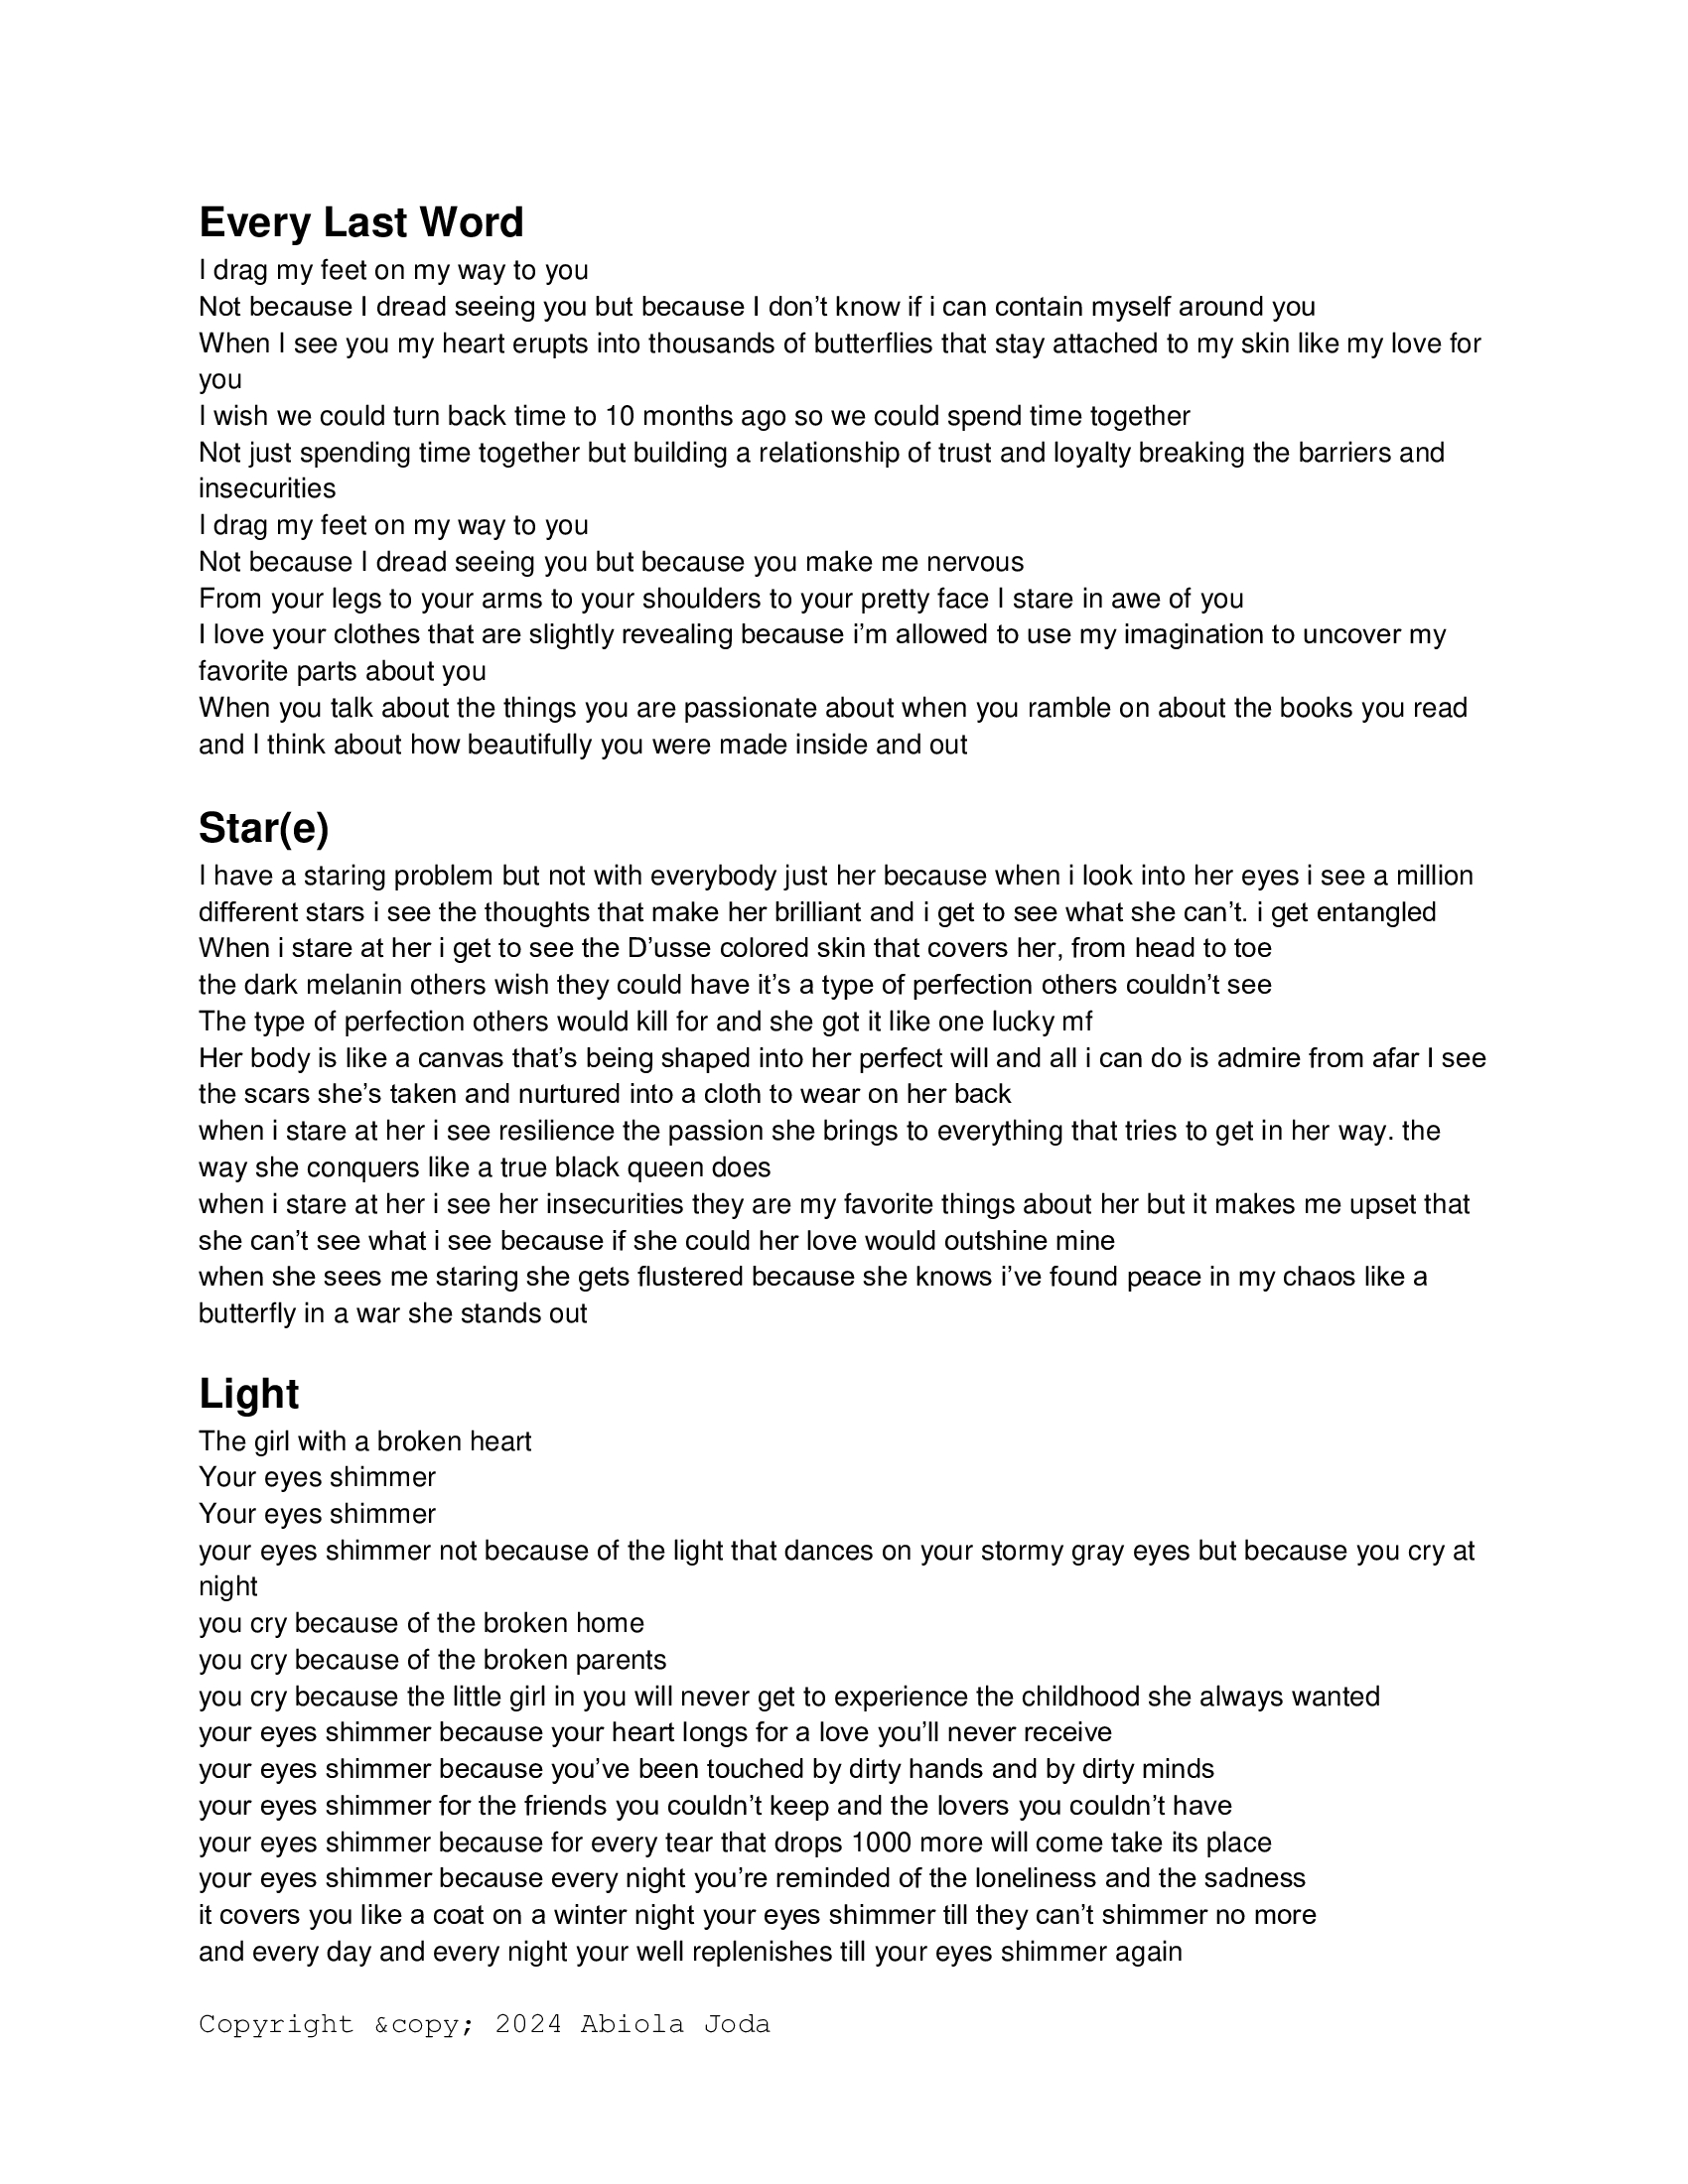 Every Last Word
I drag my feet on my way to you
Not because I dread seeing you but because I don’t know if i can contain myself around you
When I see you my heart erupts into thousands of butterflies that stay attached to my skin like my love for
you
I wish we could turn back time to 10 months ago so we could spend time together
Not just spending time together but building a relationship of trust and loyalty breaking the barriers and
insecurities
I drag my feet on my way to you
Not because I dread seeing you but because you make me nervous
From your legs to your arms to your shoulders to your pretty face I stare in awe of you
I love your clothes that are slightly revealing because i’m allowed to use my imagination to uncover my
favorite parts about you
When you talk about the things you are passionate about when you ramble on about the books you read
and I think about how beautifully you were made inside and out
Star(e)
I have a staring problem but not with everybody just her because when i look into her eyes i see a million
different stars i see the thoughts that make her brilliant and i get to see what she can’t. i get entangled
When i stare at her i get to see the D’usse colored skin that covers her, from head to toe
the dark melanin others wish they could have it’s a type of perfection others couldn’t see
The type of perfection others would kill for and she got it like one lucky mf
Her body is like a canvas that’s being shaped into her perfect will and all i can do is admire from afar I see
the scars she’s taken and nurtured into a cloth to wear on her back
when i stare at her i see resilience the passion she brings to everything that tries to get in her way. the
way she conquers like a true black queen does
when i stare at her i see her insecurities they are my favorite things about her but it makes me upset that
she can’t see what i see because if she could her love would outshine mine
when she sees me staring she gets flustered because she knows i’ve found peace in my chaos like a
butterfly in a war she stands out
Light
The girl with a broken heart
Your eyes shimmer
Your eyes shimmer
your eyes shimmer not because of the light that dances on your stormy gray eyes but because you cry at
night
you cry because of the broken home
you cry because of the broken parents
you cry because the little girl in you will never get to experience the childhood she always wanted
your eyes shimmer because your heart longs for a love you’ll never receive
your eyes shimmer because you’ve been touched by dirty hands and by dirty minds
your eyes shimmer for the friends you couldn’t keep and the lovers you couldn’t have
your eyes shimmer because for every tear that drops 1000 more will come take its place
your eyes shimmer because every night you’re reminded of the loneliness and the sadness
it covers you like a coat on a winter night your eyes shimmer till they can’t shimmer no more
and every day and every night your well replenishes till your eyes shimmer again
Copyright &copy; 2024 Abiola Joda